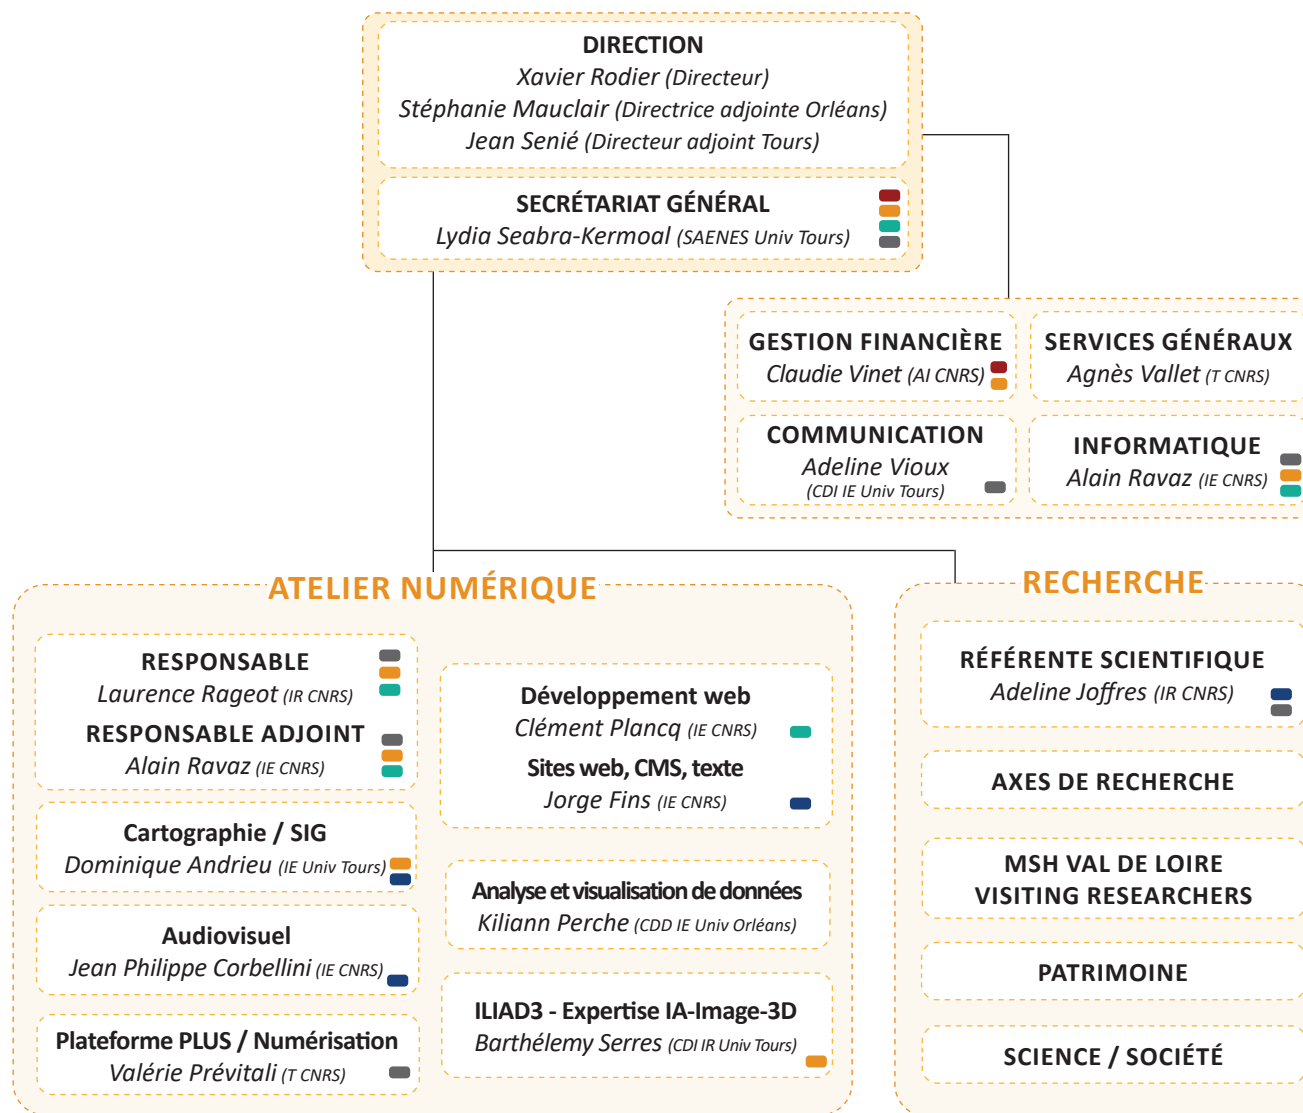 DIRECTION
Xavier Rodier (Directeur)
Stéphanie Mauclair (Directrice adjointe Orléans)
Jean Senié (Directeur adjoint Tours)
SECRÉTARIAT GÉNÉRAL
Lydia Seabra-Kermoal (SAENES Univ Tours)
GESTION FINANCIÈRE
Claudie Vinet (AI CNRS)
SERVICES GÉNÉRAUX
Agnès Vallet (T CNRS)
COMMUNICATION
Adeline Vioux
(CDI IE Univ Tours)
INFORMATIQUE
Alain Ravaz (IE CNRS)
ATELIER NUMÉRIQUE
RESPONSABLE
Laurence Rageot (IR CNRS)
RESPONSABLE ADJOINT
Alain Ravaz (IE CNRS)
Cartographie / SIG
Dominique Andrieu (IE Univ Tours)
Audiovisuel
Jean Philippe Corbellini (IE CNRS)
Plateforme PLUS / Numérisation
Valérie Prévitali (T CNRS)
Développement web
Clément Plancq (IE CNRS)
Sites web, CMS, texte
Jorge Fins (IE CNRS)
Analyse et visualisation de données
Kiliann Perche (CDD IE Univ Orléans)
ILIAD3 - Expertise IA-Image-3D
Barthélemy Serres (CDI IR Univ Tours)
RECHERCHE
RÉFÉRENTE SCIENTIFIQUE
Adeline Joffres (IR CNRS)
AXES DE RECHERCHE
MSH VAL DE LOIRE
VISITING RESEARCHERS
PATRIMOINE
SCIENCE / SOCIÉTÉ